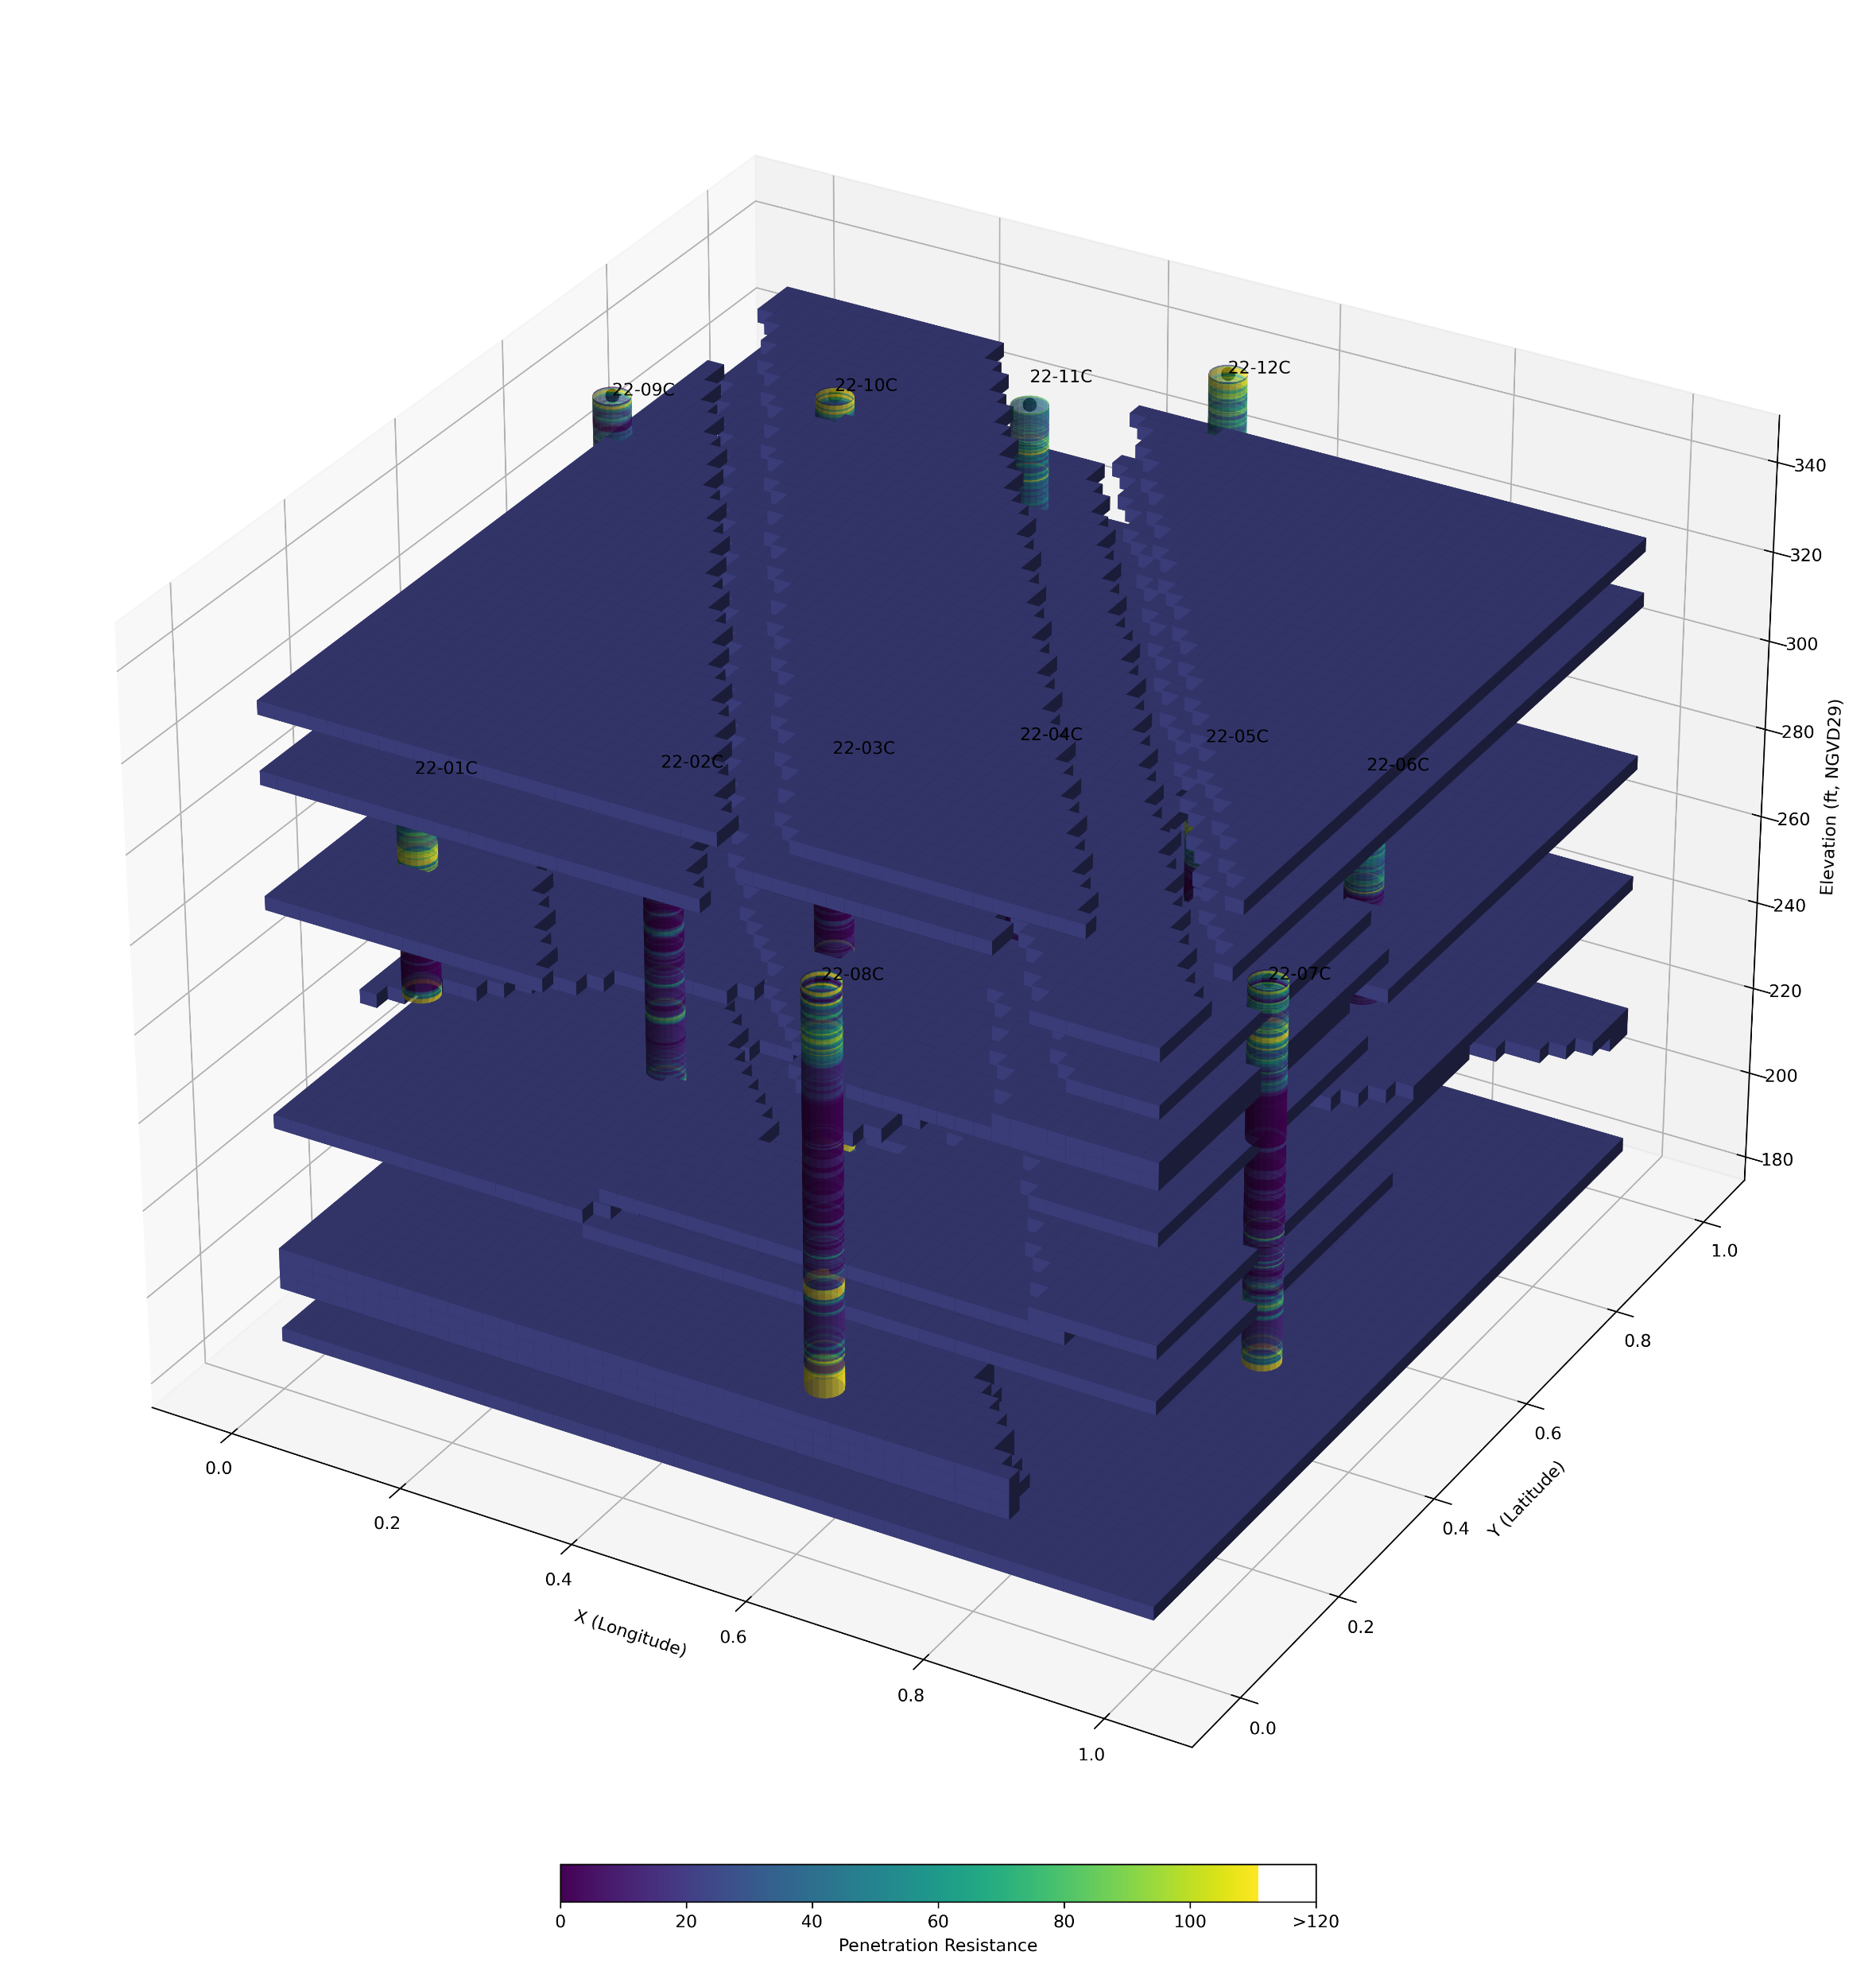 22-12C
22-11C
22-10C
22-09C
340
320
300
280
260
240
220
200
180
Elevation (ft, NGVD29)
22-04C
22-05C
22-03C
22-02C
22-06C
22-01C
22-08C
22-07C
1.0
0.8
0.6
0.4
0.2
0.0
Y (Latitude)
0.0
0.2
0.4
0.6
0.8
1.0
X (Longitude)
0 20 40 60 80 100 >120
Penetration Resistance